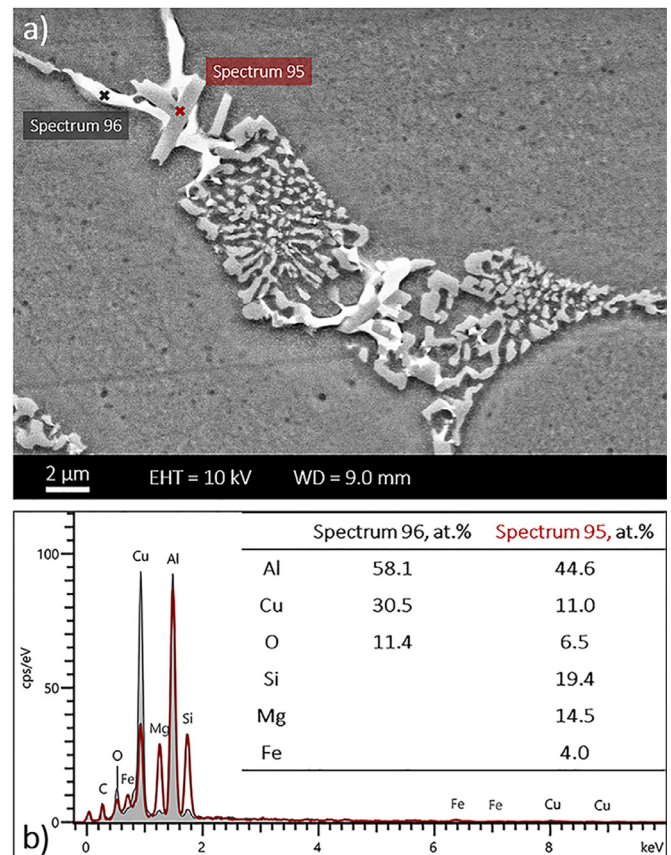 a)
Spectrum 95
Spectrum 96
2 µm EHT = 10 kV WD = 9.0 mm
Spectrum 96, at.% Spectrum 95, at.%
Al 58.1 44.6
Cu 30.5 11.0
O 11.4 6.5
Si 19.4
Mg 14.5
Fe 4.0
100
50
0
cps/eV
Cu
Al
Mg
Si
O
Fe
C
Fe Fe Cu Cu
0 2 4 6 8 keV
b)